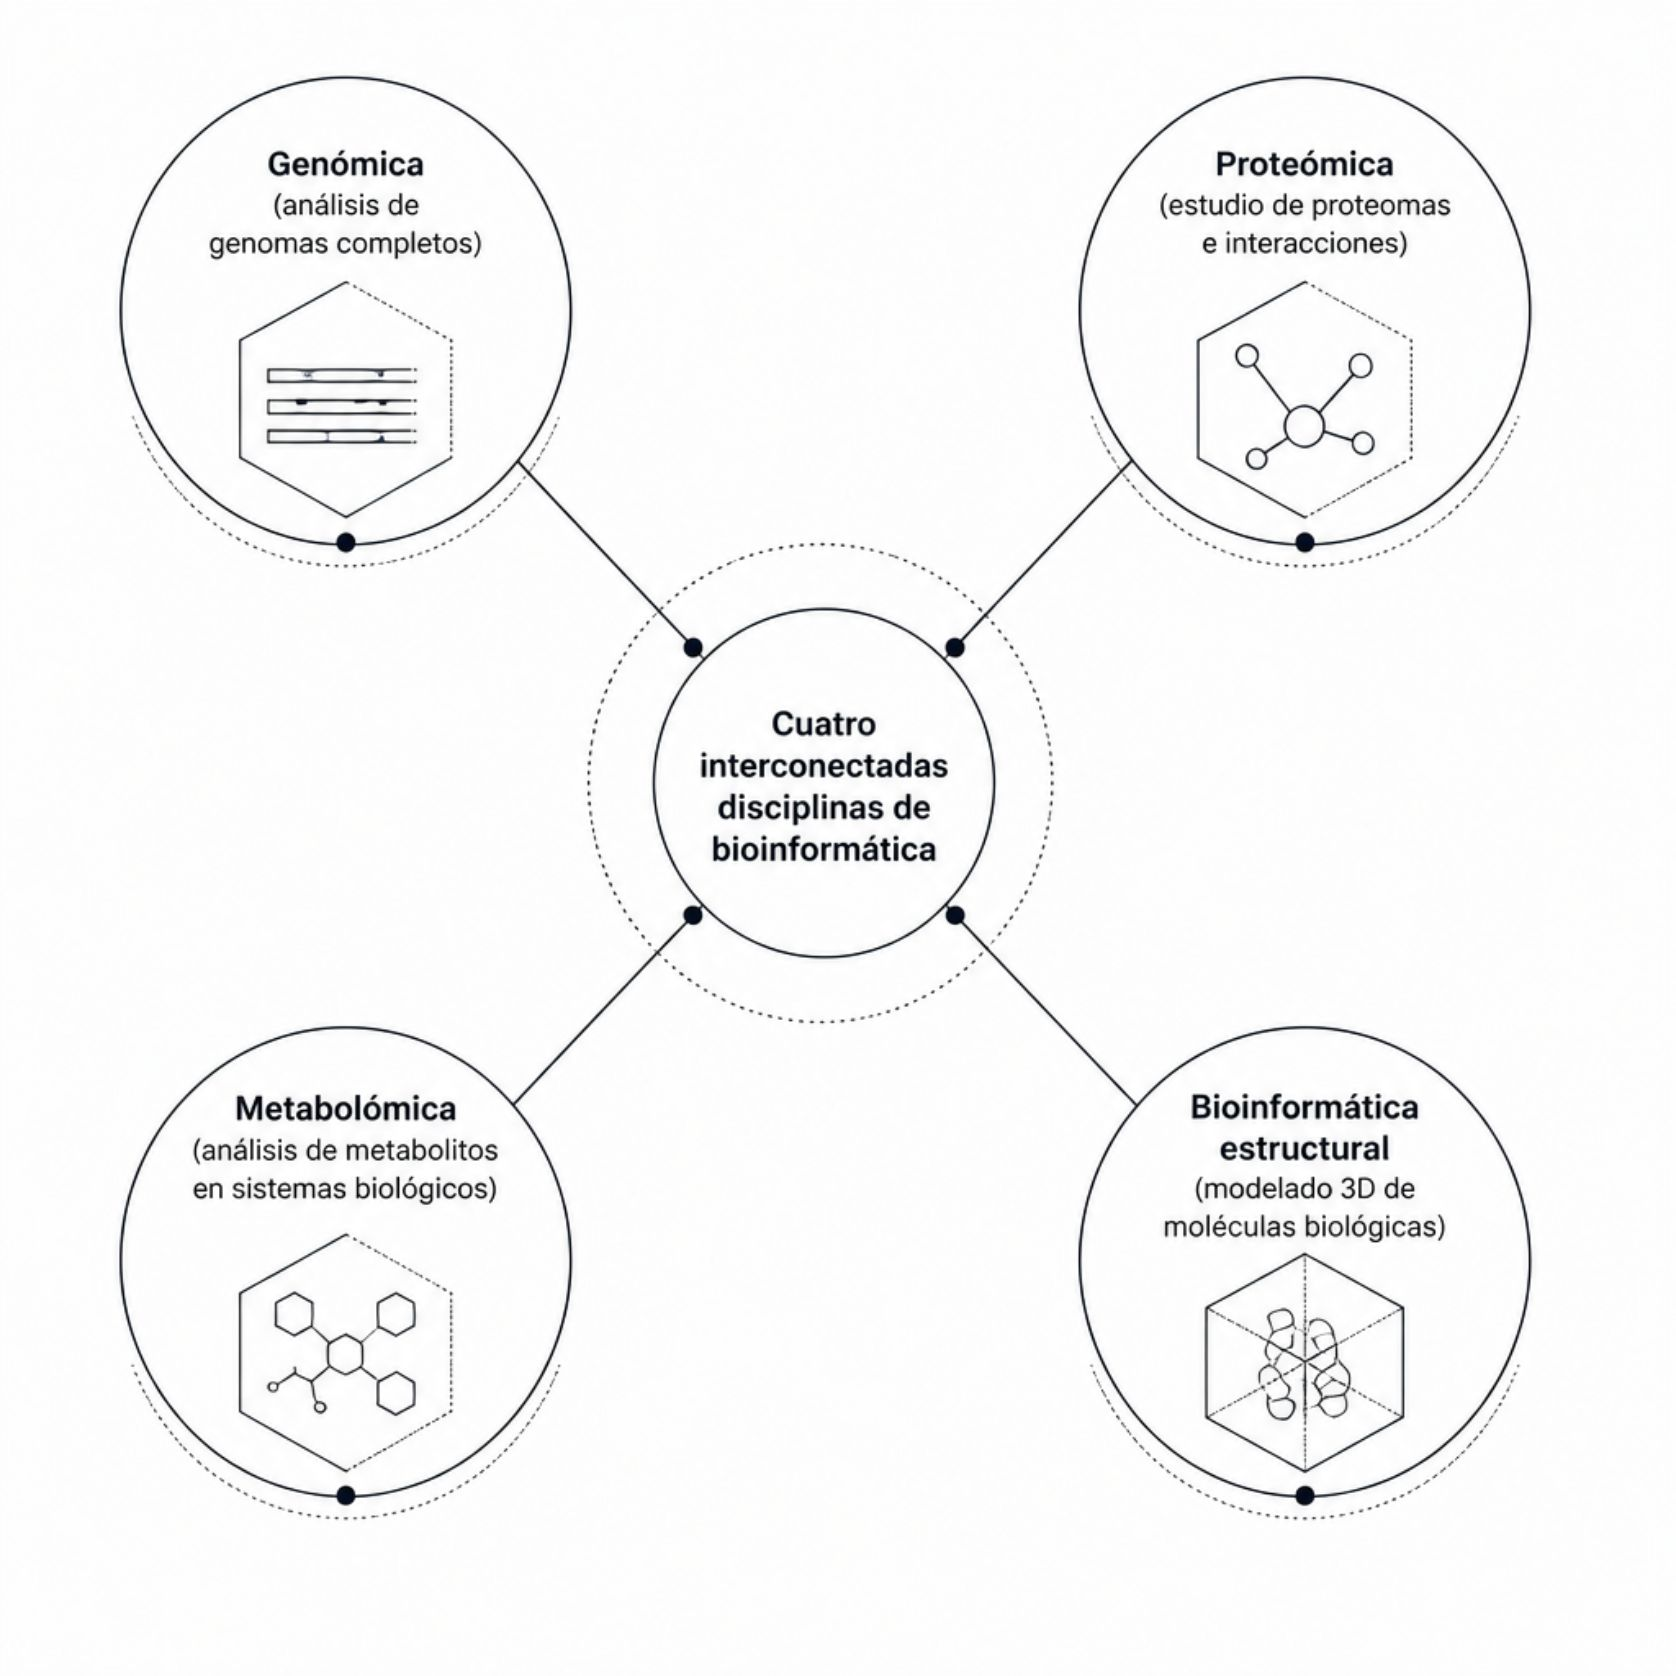 Genómica
(análisis de
genomas completos)
Proteómica
(estudio de proteomas
e interacciones)
Cuatro
interconectadas
disciplinas de
bioinformática
Metabolómica
(análisis de metabolitos
en sistemas biológicos)
Bioinformática
estructural
(modelado 3D de
moléculas biológicas)